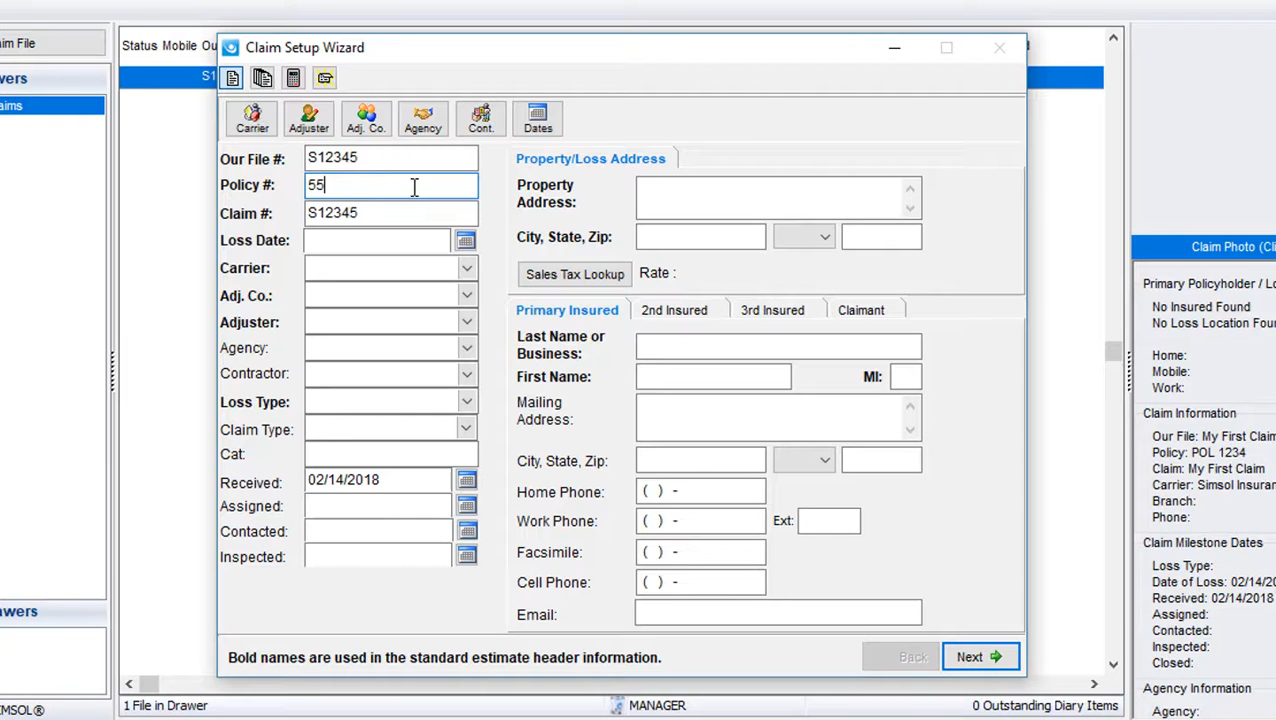 im File
Status Mobile Ou
wers
S1
aims
awers
IMSOL®
Claim Setup Wizard
Carrier
Adjuster
Adj. Co.
Agency
Cont.
Dates
Our File #: S12345
Policy #: 55
Claim #: S12345
Loss Date:
Carrier:
Adj. Co.:
Adjuster:
Agency:
Contractor:
Loss Type:
Claim Type:
Cat:
Received: 02/14/2018
Assigned:
Contacted:
Inspected:
Property/Loss Address
Property
Address:
City, State, Zip:
Sales Tax Lookup Rate :
Primary Insured 2nd Insured 3rd Insured Claimant
Last Name or
Business:
First Name: MI:
Mailing
Address:
City, State, Zip:
Home Phone: ( ) -
Work Phone: ( ) - Ext:
Facsimile: ( ) -
Cell Phone: ( ) -
Email:
Bold names are used in the standard estimate header information.
Back Next
1 File in Drawer MANAGER 0 Outstanding Diary Items
Claim Photo (Cl
Primary Policyholder / Lo
No Insured Found
No Loss Location Found
Home:
Mobile:
Work:
Claim Information
Our File: My First Claim
Policy: POL 1234
Claim: My First Claim
Carrier: Simsol Insuran
Branch:
Phone:
Claim Milestone Dates
Loss Type:
Date of Loss: 02/14/20
Received: 02/14/2018
Assigned:
Contacted:
Inspected:
Closed:
Agency Information
Agency: